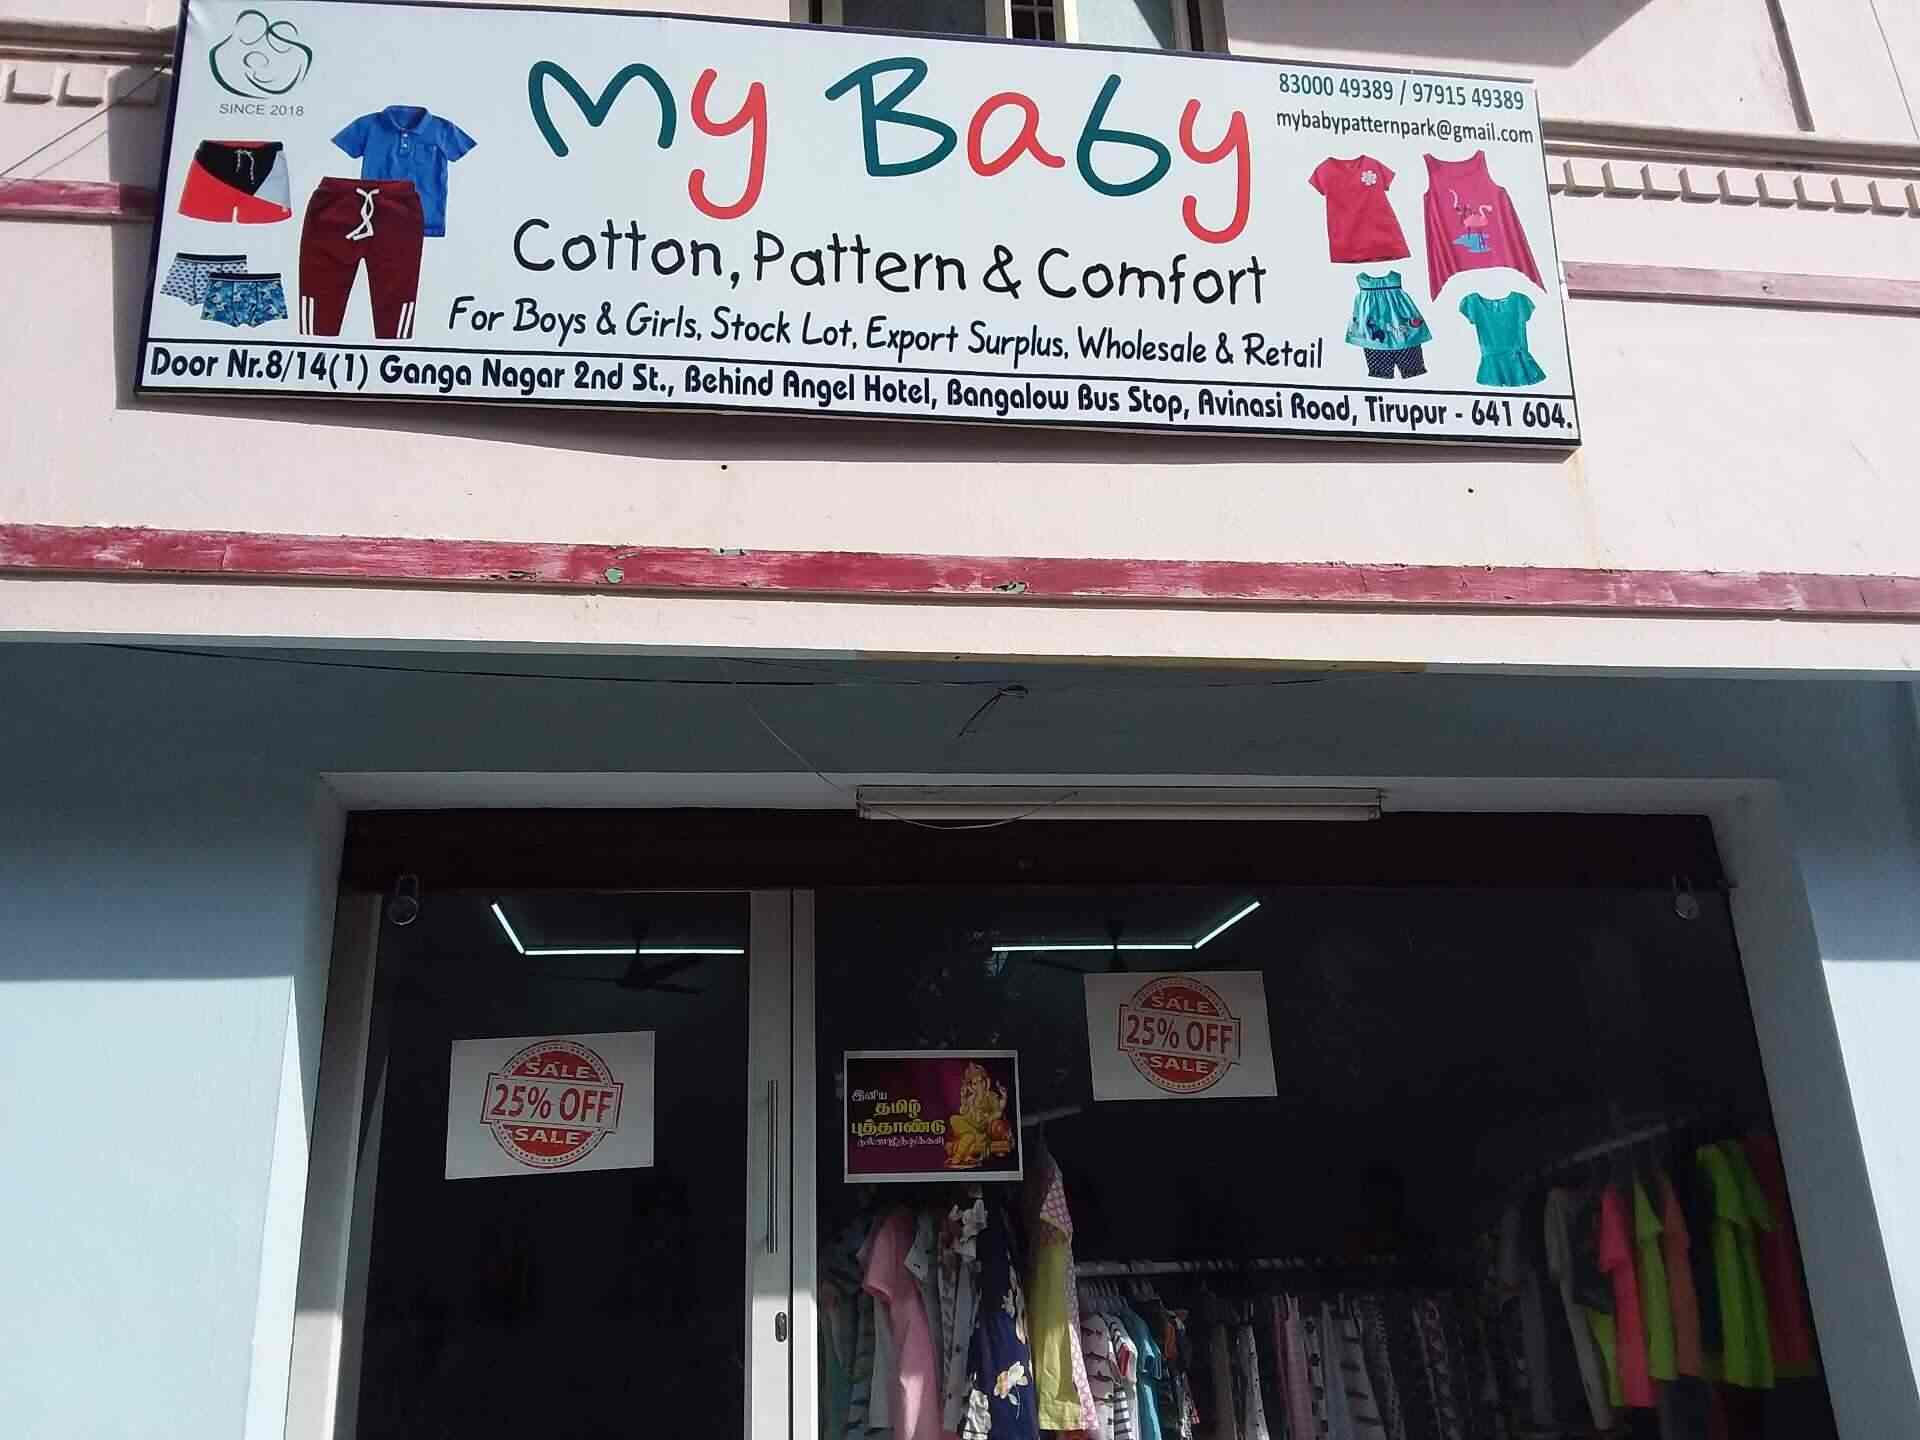 SINCE 2018
My Baby
83000 49389 / 97915 49389
mybabypatternpark@gmail.com
Cotton, Pattern & Comfort
For Boys & Girls, Stock Lot, Export Surplus, Wholesale & Retail
Door Nr.8/14(1) Ganga Nagar 2nd St., Behind Angel Hotel, Bangalow Bus Stop, Avinasi Road, Tirupur - 641 604.
SALE
25% OFF
SALE
இனிய
தமிழ்
புத்தாண்டு
நல்வாழ்த்துக்கள்
SALE
25% OFF
SALE